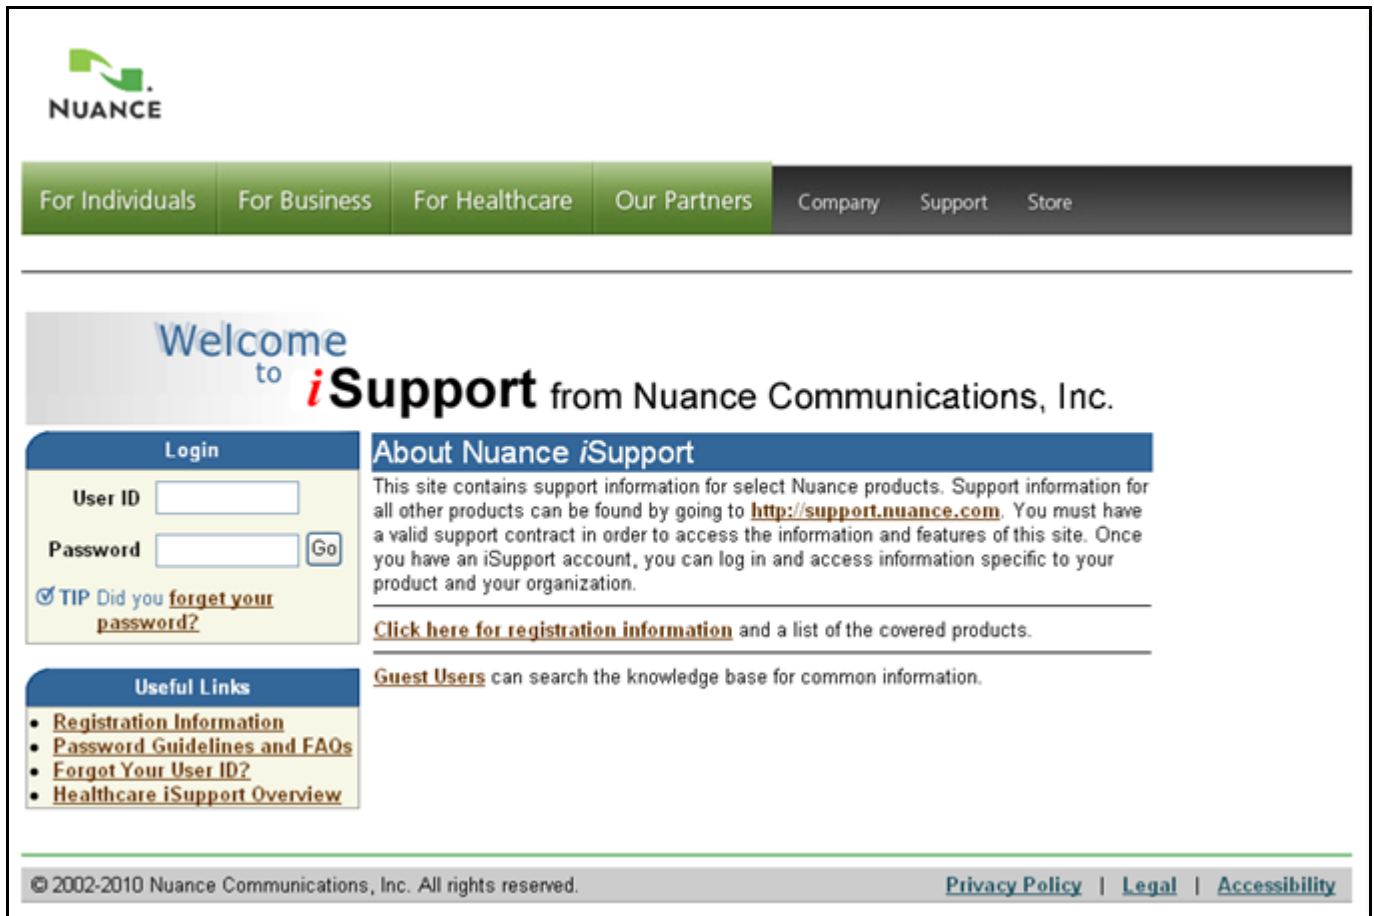 NUANCE
For Individuals For Business For Healthcare Our Partners Company Support Store
Welcome
to
iSupport from Nuance Communications, Inc.
Login
User ID
Password Go
TIP Did you forget your
password?
Useful Links
Registration Information
Password Guidelines and FAQs
Forgot Your User ID?
Healthcare iSupport Overview
About Nuance iSupport
This site contains support information for select Nuance products. Support information for
all other products can be found by going to http://support.nuance.com. You must have
a valid support contract in order to access the information and features of this site. Once
you have an iSupport account, you can log in and access information specific to your
product and your organization.
Click here for registration information and a list of the covered products.
Guest Users can search the knowledge base for common information.
© 2002-2010 Nuance Communications, Inc. All rights reserved. Privacy Policy | Legal | Accessibility